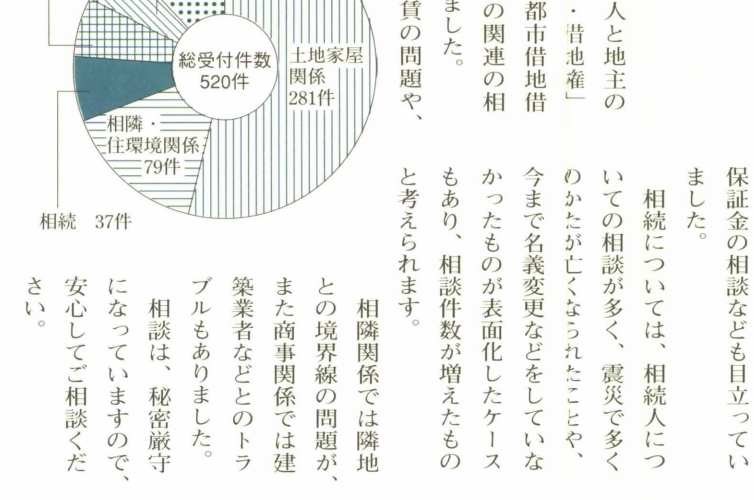 人と地主の
・借地権」
都市借地借
の関連の相
ました。
賃の問題や、
保証金の相談なども目立ってい
ました。
相続については、相続人につ
いての相談が多く、震災で多く
のかたが亡くなられたことや、
今まで名義変更などをしていな
かったものが表面化したケース
もあり、相談件数が増えたもの
と考えられます。
相隣関係では隣地
との境界線の問題が、
また商事関係では建
築業者などとのトラ
ブルもありました。
相談は、秘密厳守
になっていますので、
安心してご相談くだ
さい。
総受付件数
520件
土地家屋
関係
281件
相隣・
住環境関係
79件
相続 37件